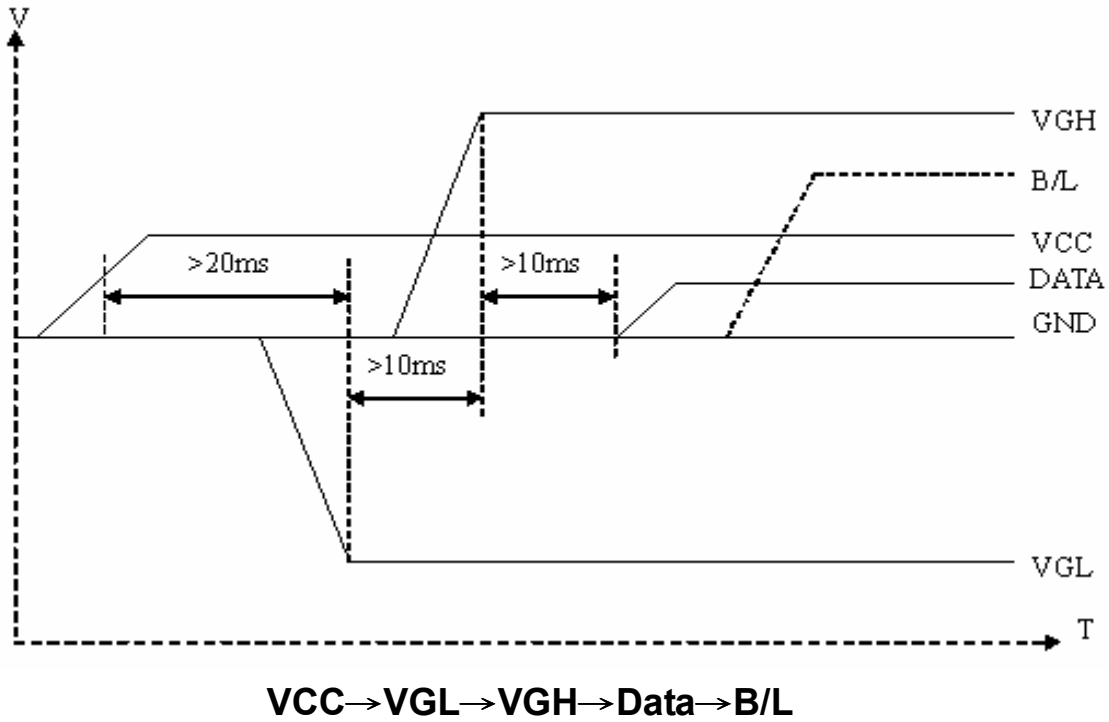 V
VGH
B/L
VCC
>20ms
>10ms
DATA
GND
>10ms
VGL
T
VCC→VGL→VGH→Data→B/L